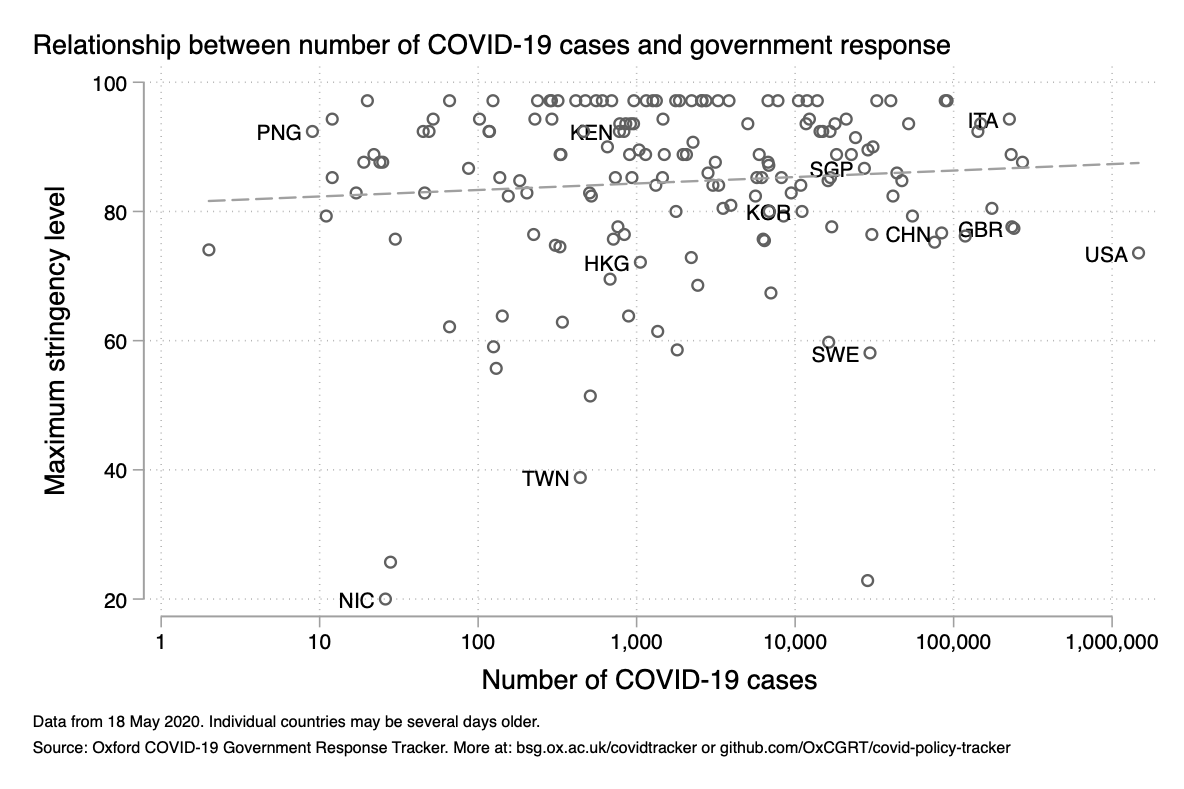 Relationship between number of COVID-19 cases and government response
Maximum stringency level
100
80
60
40
20
PNG
KEN
ITA
SGP
KOR
CHN
GBR
USA
HKG
SWE
TWN
NIC
1
10
100
1,000
10,000
100,000
1,000,000
Number of COVID-19 cases
Data from 18 May 2020. Individual countries may be several days older.
Source: Oxford COVID-19 Government Response Tracker. More at: bsg.ox.ac.uk/covidtracker or github.com/OxCGRT/covid-policy-tracker